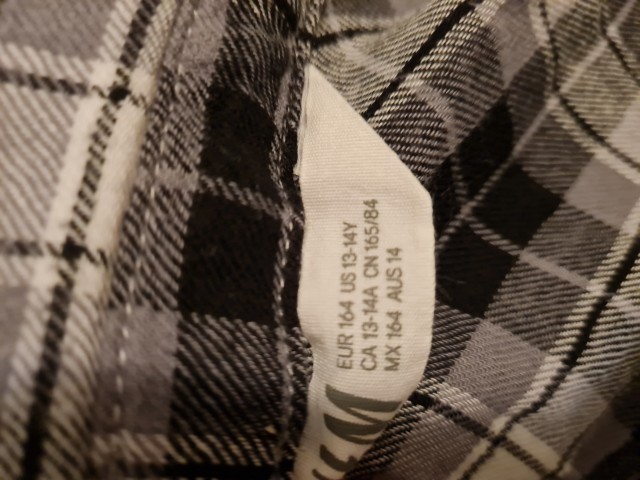 EUR 164 US 13-14Y
CA 13-14A CN 165/84
MX 164 AUS 14
&M